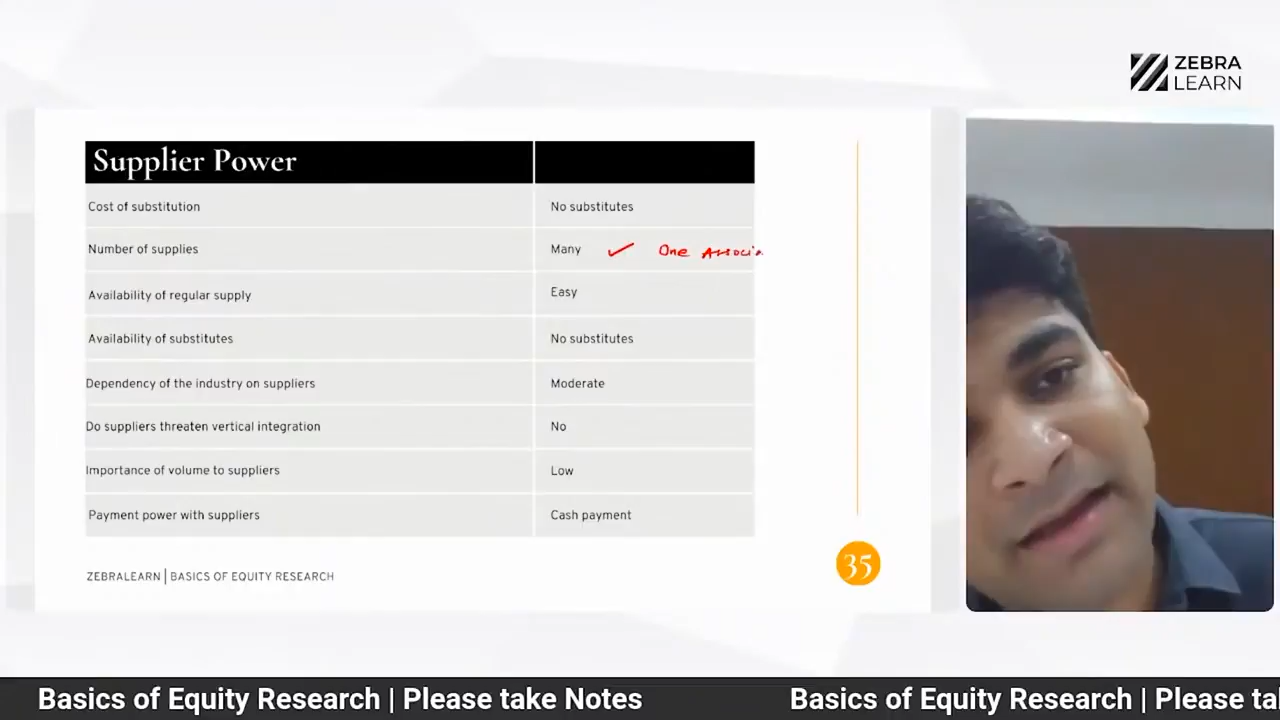 ZEBRA
LEARN
Supplier Power
Cost of substitution No substitutes
Number of supplies Many One
Availability of regular supply Easy
Availability of substitutes No substitutes
Dependency of the industry on suppliers Moderate
Do suppliers threaten vertical integration No
Importance of volume to suppliers Low
Payment power with suppliers Cash payment
ZEBRALEARN | BASICS OF EQUITY RESEARCH
35
Basics of Equity Research | Please take Notes Basics of Equity Research | Please ta